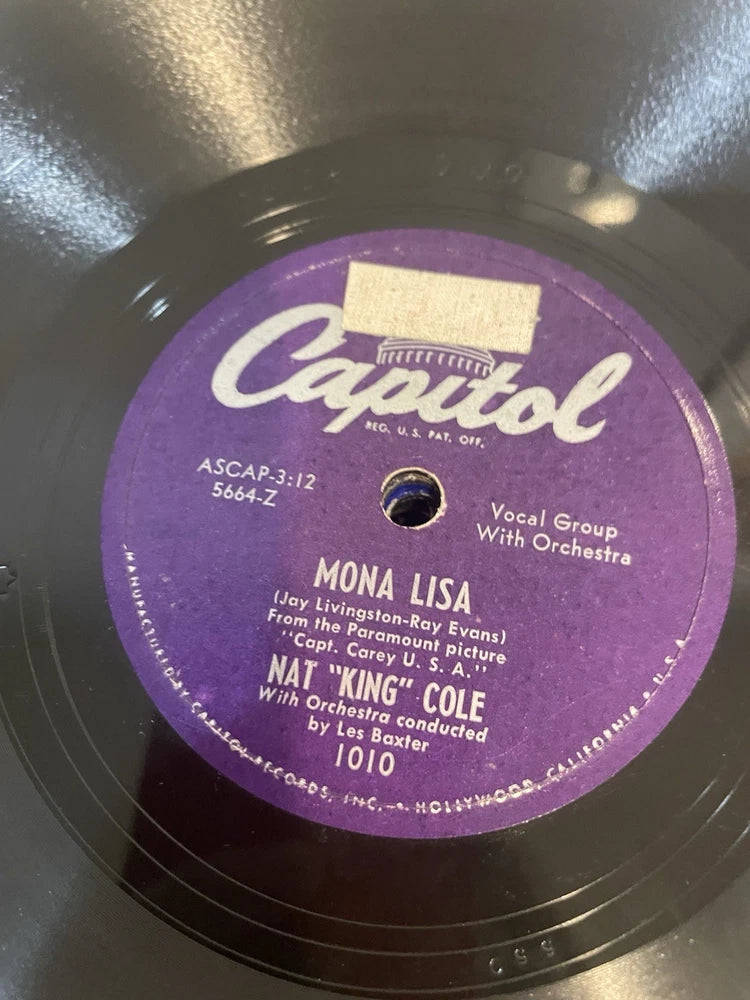 Capitol
REG. U. S. PAT. OFF.
ASCAP-3:12
5664-Z
Vocal Group
With Orchestra
MONA LISA
(Jay Livingston-Ray Evans)
From the Paramount picture
"Capt. Carey U. S. A."
NAT "KING" COLE
With Orchestra conducted
by Les Baxter
1010
MANUFACTURED BY CAPITOL RECORDS, INC. • HOLLYWOOD, CALIFORNIA • U.S.A.